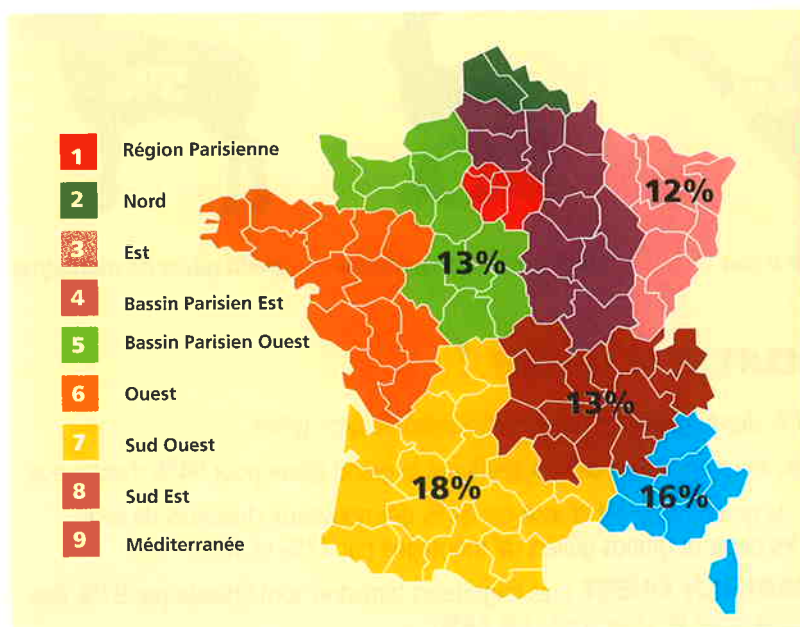 1 Région Parisienne
2 Nord
3 Est
4 Bassin Parisien Est
5 Bassin Parisien Ouest
6 Ouest
7 Sud Ouest
8 Sud Est
9 Méditerranée
12%
13%
13%
18%
16%